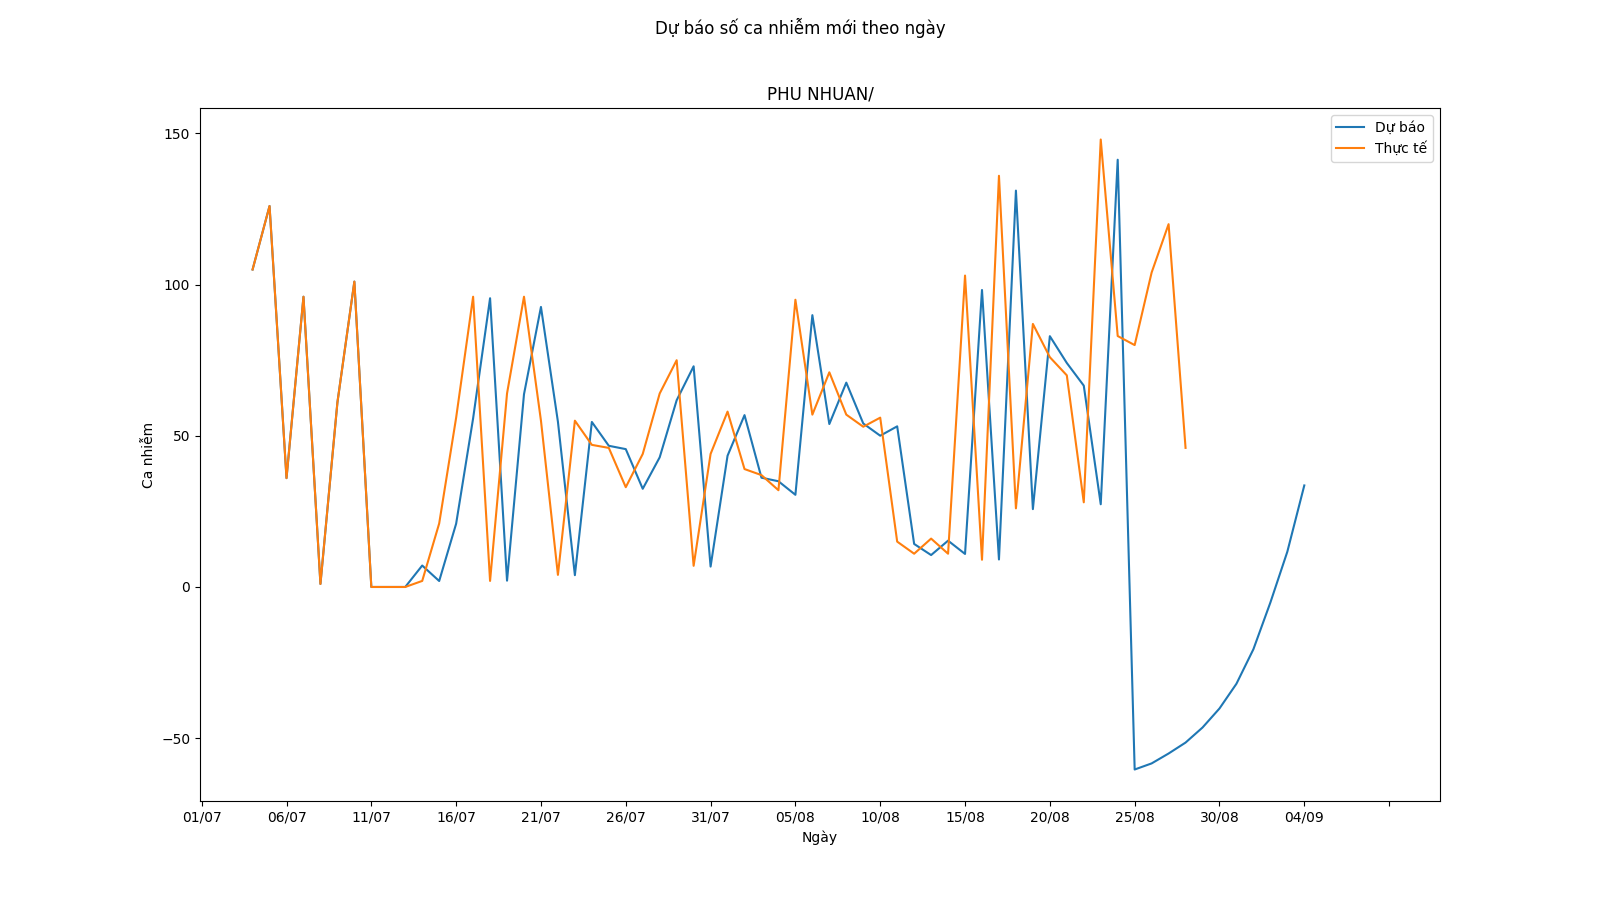 Dự báo số ca nhiễm mới theo ngày
PHU NHUAN/
Dự báo
Thực tế
150
100
50
0
−50
Ca nhiễm
01/07 06/07 11/07 16/07 21/07 26/07 31/07 05/08 10/08 15/08 20/08 25/08 30/08 04/09
Ngày